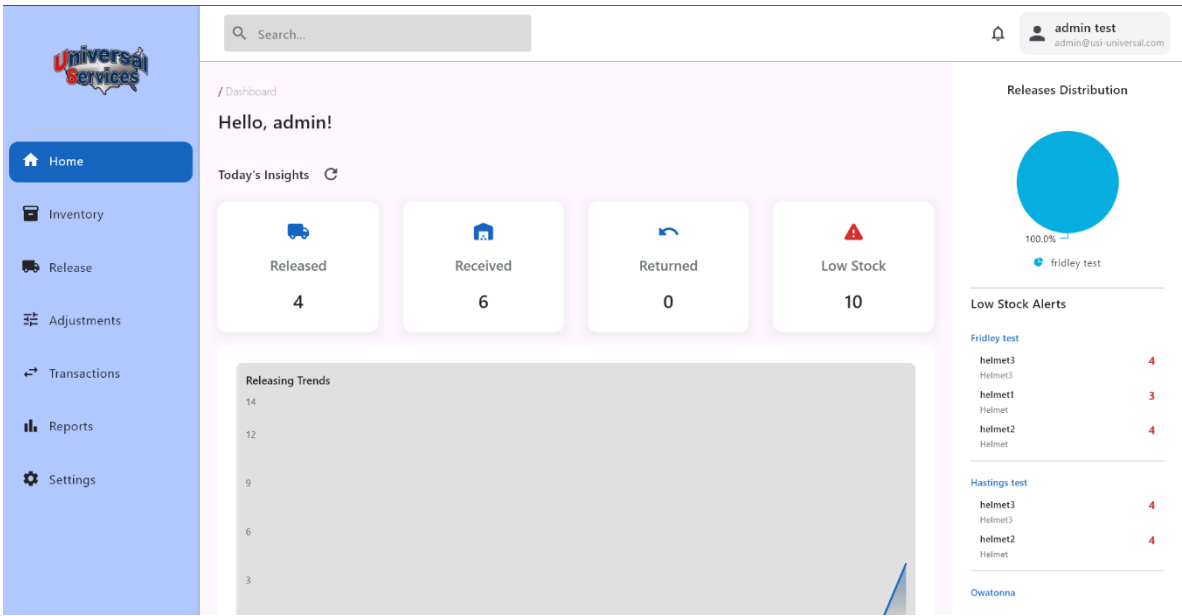 Universal
Services
Search...
admin test
admin@usi-universal.com
Home
Inventory
Release
Adjustments
Transactions
Reports
Settings
/ Dashboard
Hello, admin!
Today's Insights
Released
4
Received
6
Returned
0
Low Stock
10
Releasing Trends
14
12
9
6
3
Releases Distribution
100.0%
fridley test
Low Stock Alerts
Fridley test
helmet3 4
Helmet3
helmet1 3
Helmet
helmet2 4
Helmet
Hastings test
helmet3 4
Helmet3
helmet2 4
Helmet
Owatonna